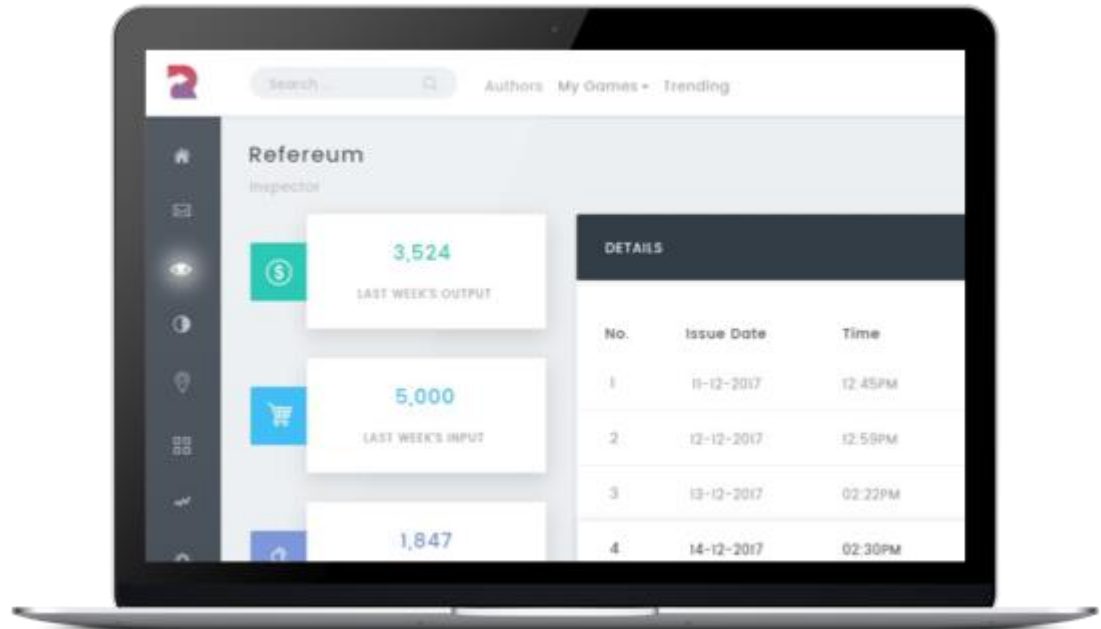 Search...
Authors My Games Trending
Refereum
Inspector
3,524
LAST WEEK'S OUTPUT
5,000
LAST WEEK'S INPUT
1,847
DETAILS
No. Issue Date Time
1 11-12-2017 12:45PM
2 12-12-2017 12:59PM
3 13-12-2017 02:22PM
4 14-12-2017 02:30PM